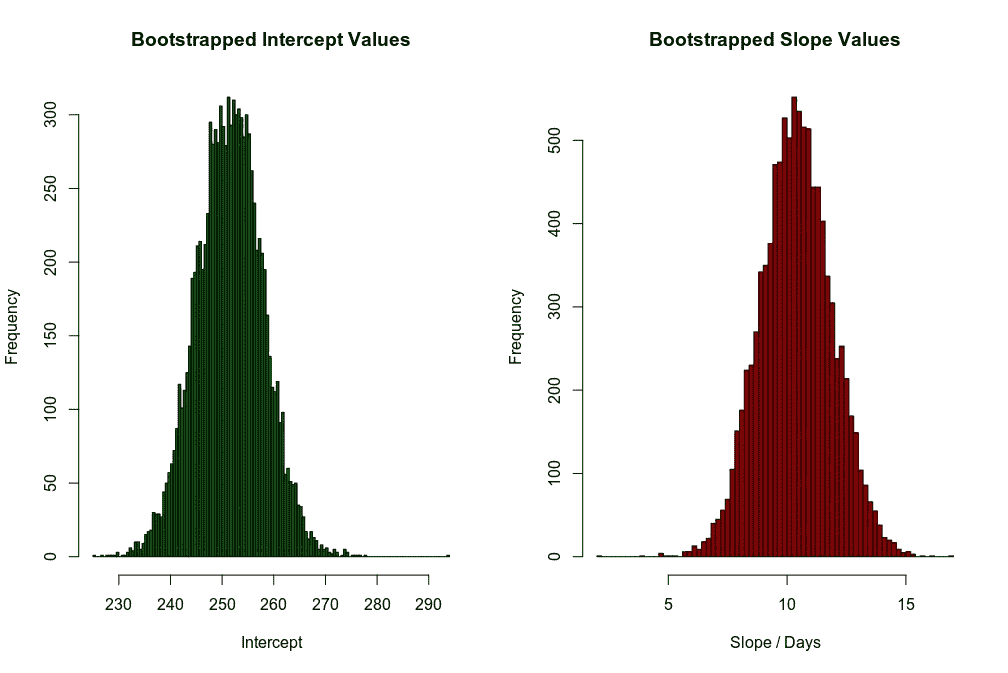 Bootstrapped Intercept Values
Frequency
0 50 100 150 200 250 300
230 240 250 260 270 280 290
Intercept
Bootstrapped Slope Values
Frequency
0 100 200 300 400 500
5 10 15
Slope / Days